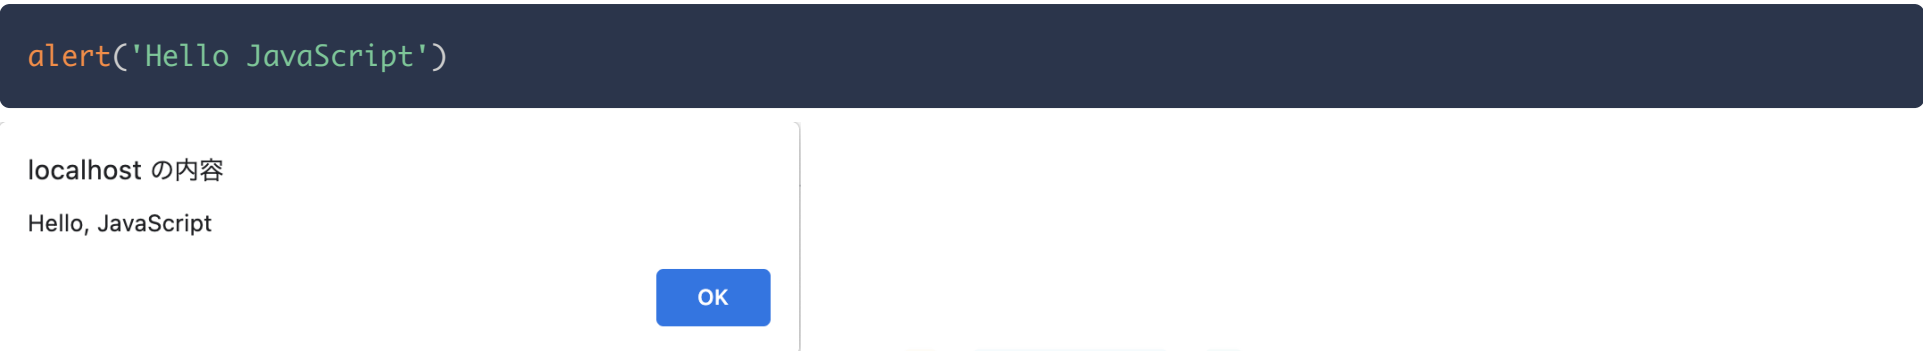 alert('Hello JavaScript')
localhost の内容
Hello, JavaScript
OK